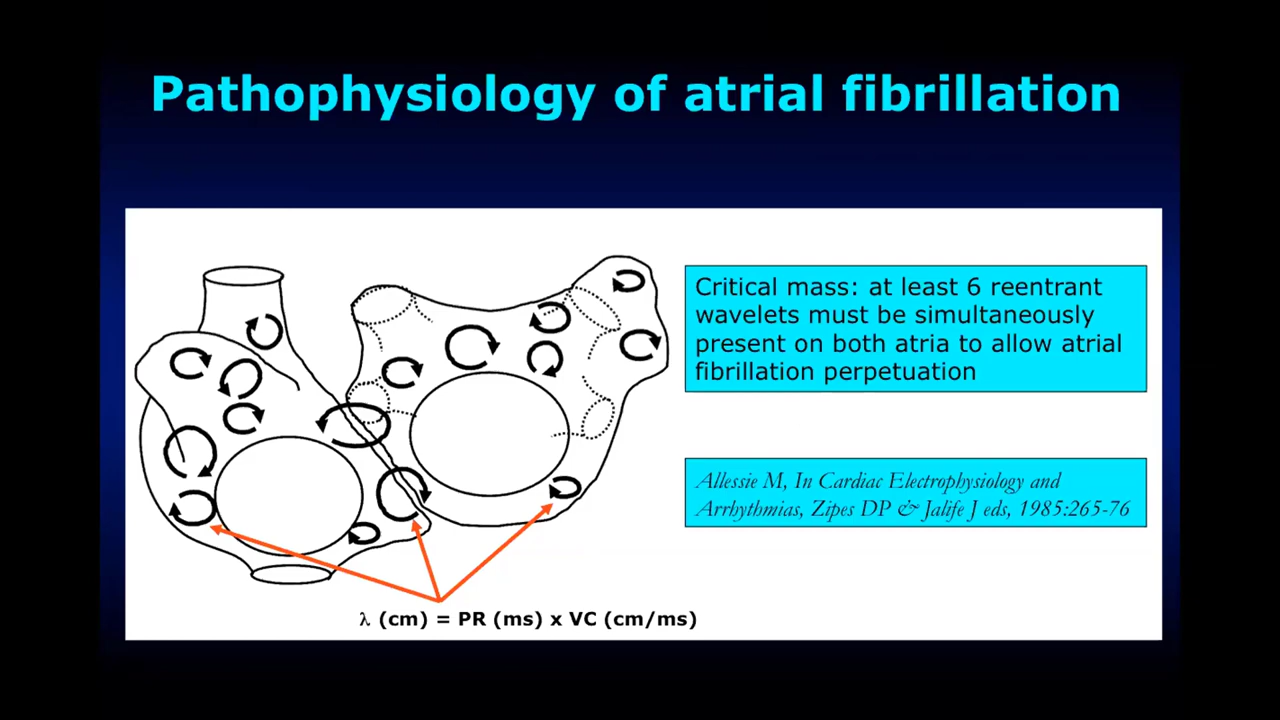 Pathophysiology of atrial fibrillation
Critical mass: at least 6 reentrant
wavelets must be simultaneously
present on both atria to allow atrial
fibrillation perpetuation
Allessie M, In Cardiac Electrophysiology and
Arrhythmias, Zipes DP & Jalife J eds, 1985:265-76
λ (cm) = PR (ms) x VC (cm/ms)